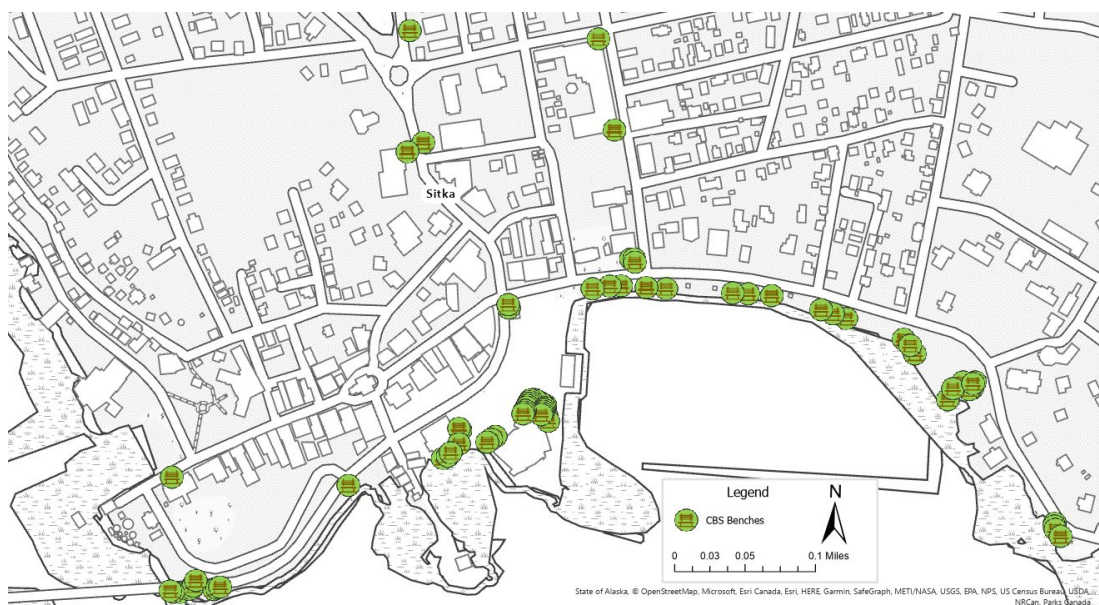 Sitka
Legend
N
CBS Benches
0 0.03 0.05 0.1 Miles
State of Alaska, © OpenStreetMap, Microsoft, Esri Canada, Esri, HERE, Garmin, SafeGraph, METI/NASA, USGS, EPA, NPS, US Census Bureau, USDA,
NRCan, Parks Canada